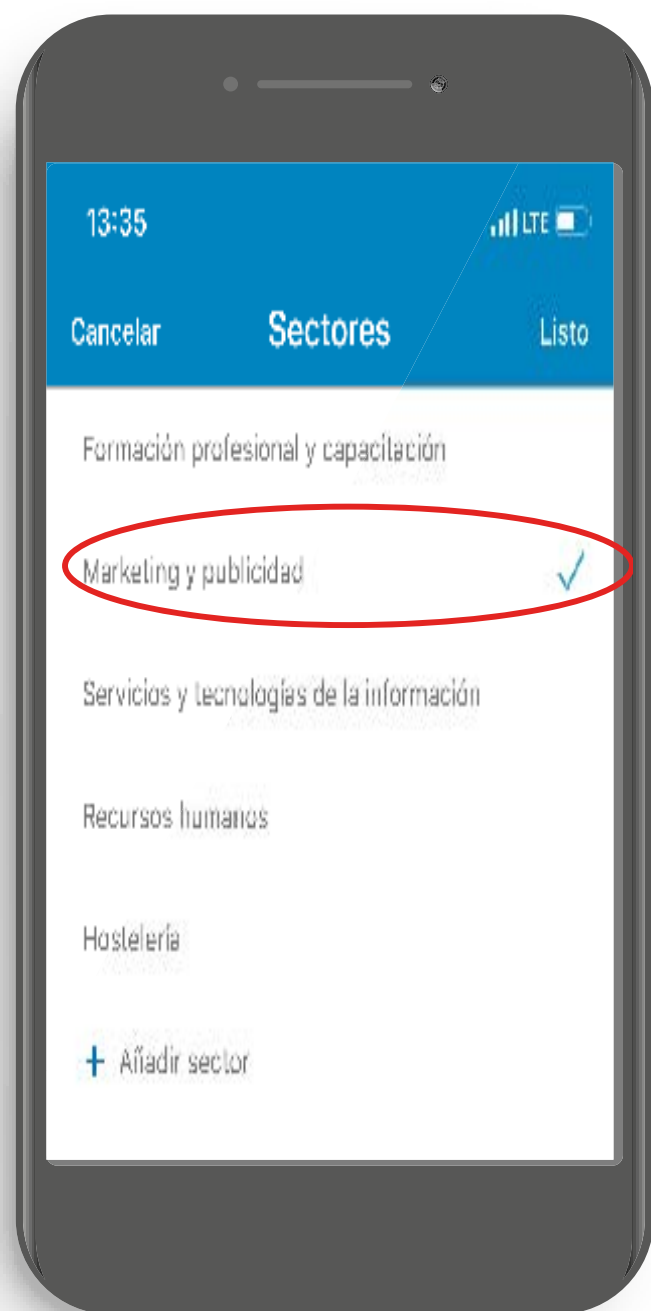 13:35
LTE
Cancelar
Sectores
Listo
Formación profesional y capacitación
Marketing y publicidad
Servicios y tecnologías de la información
Recursos humanos
Hostelería
+ Añadir sector